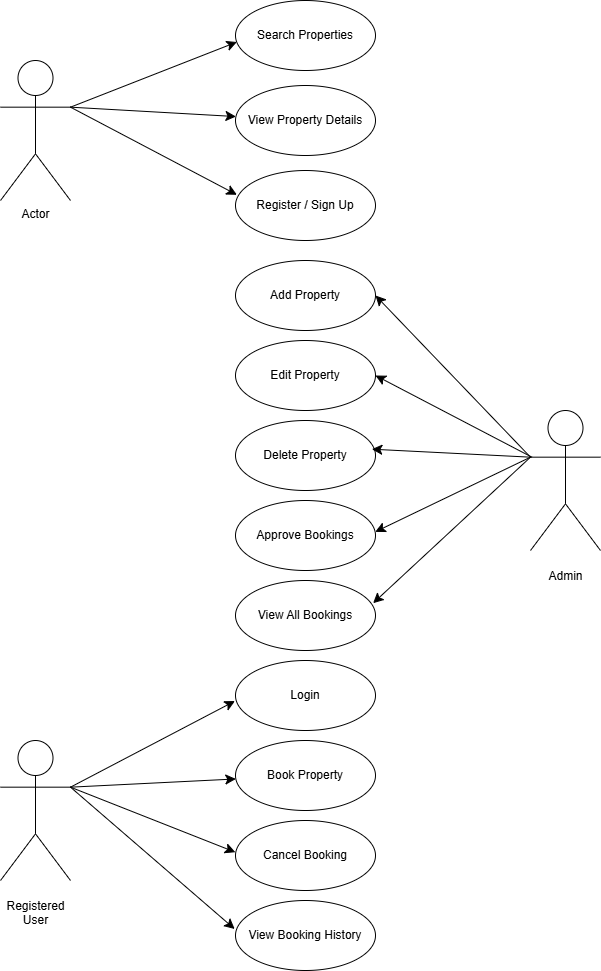 Search Properties
View Property Details
Register / Sign Up
Actor
Add Property
Edit Property
Delete Property
Approve Bookings
View All Bookings
Admin
Login
Book Property
Cancel Booking
View Booking History
Registered
User